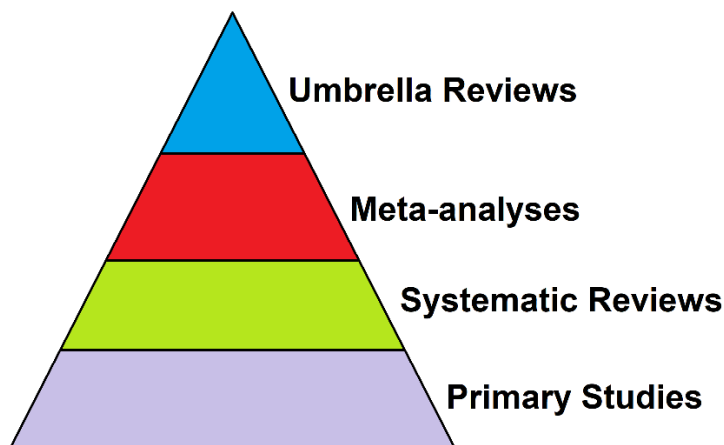 Umbrella Reviews
Meta-analyses
Systematic Reviews
Primary Studies